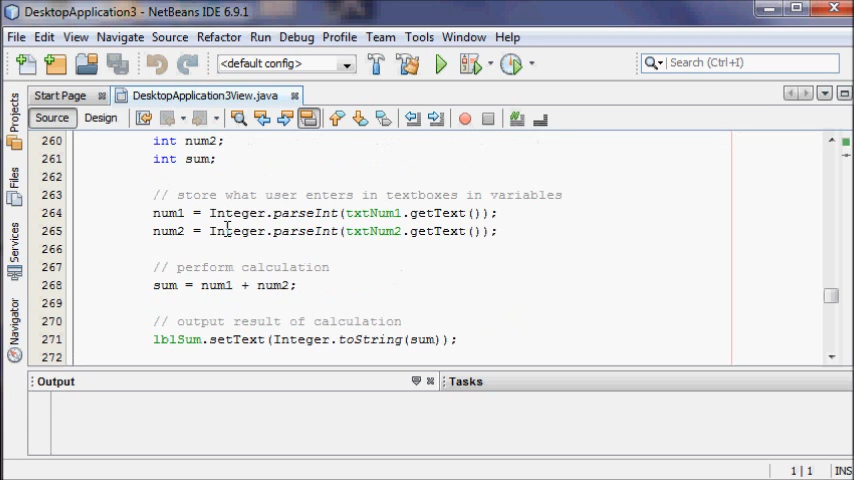 DesktopApplication3 - NetBeans IDE 6.9.1
File Edit View Navigate Source Refactor Run Debug Profile Team Tools Window Help
<default config> Search (Ctrl+I)
Start Page DesktopApplication3View.java
Source Design
Projects
Files
Services
Navigator
260 int num2;
261 int sum;
262
263 // store what user enters in textboxes in variables
264 num1 = Integer.parseInt(txtNum1.getText());
265 num2 = Integer.parseInt(txtNum2.getText());
266
267 // perform calculation
268 sum = num1 + num2;
269
270 // output result of calculation
271 lblSum.setText(Integer.toString(sum));
272
Output Tasks
1|1 INS